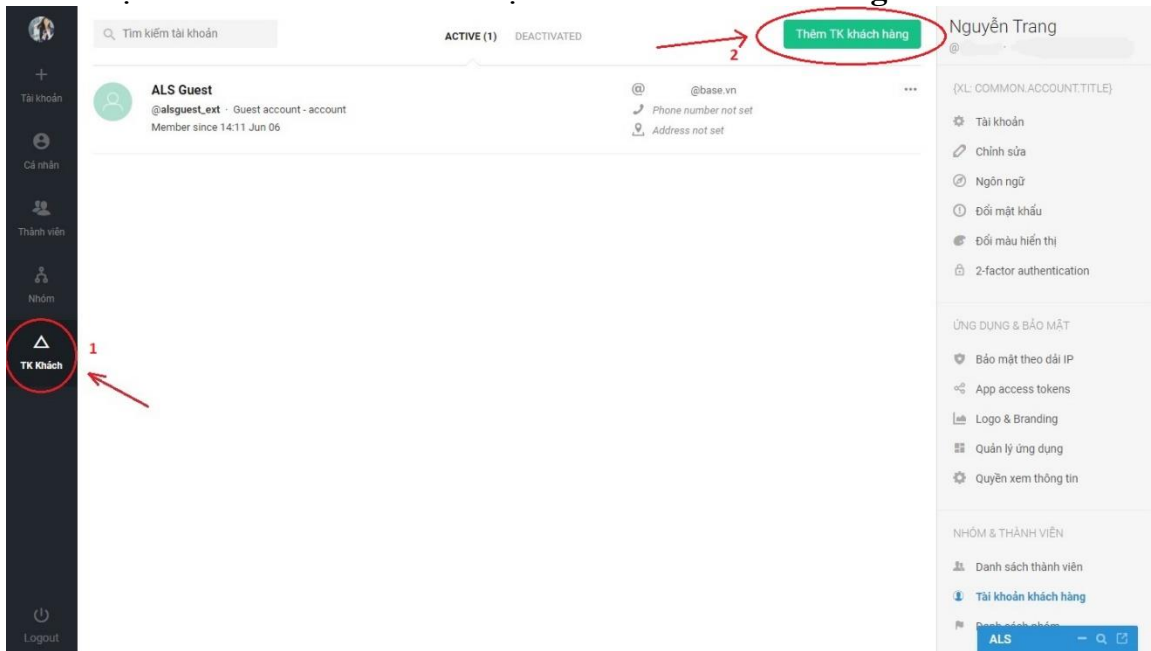 Tìm kiếm tài khoản
ACTIVE (1) DEACTIVATED
Thêm TK khách hàng
2
Nguyễn Trang
@
+
Tài khoản
Cá nhân
Thành viên
Nhóm
TK Khách
1
Logout
ALS Guest
@alsguest_ext · Guest account - account
Member since 14:11 Jun 06
@ @base.vn
Phone number not set
Address not set
{XL: COMMON.ACCOUNT.TITLE}
Tài khoản
Chỉnh sửa
Ngôn ngữ
Đổi mật khẩu
Đổi màu hiển thị
2-factor authentication
ỨNG DỤNG & BẢO MẬT
Bảo mật theo dải IP
App access tokens
Logo & Branding
Quản lý ứng dụng
Quyền xem thông tin
NHÓM & THÀNH VIÊN
Danh sách thành viên
Tài khoản khách hàng
Danh sách nhóm
ALS